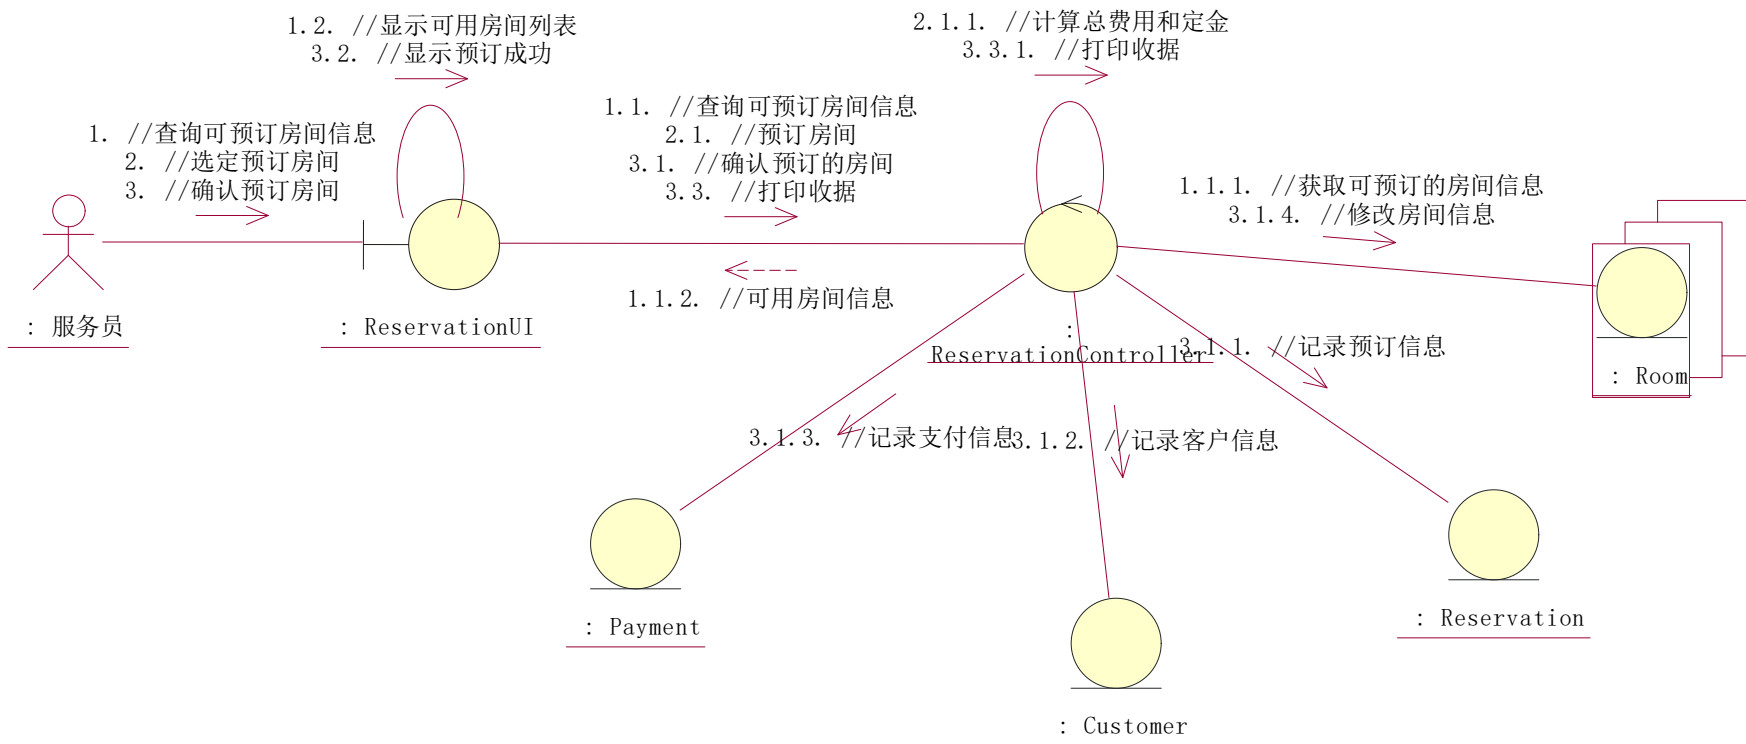 1.2. //显示可用房间列表
3.2. //显示预订成功
2.1.1. //计算总费用和定金
3.3.1. //打印收据
1. //查询可预订房间信息
2. //选定预订房间
3. //确认预订房间
1.1. //查询可预订房间信息
2.1. //预订房间
3.1. //确认预订的房间
3.3. //打印收据
1.1.1. //获取可预订的房间信息
3.1.4. //修改房间信息
1.1.2. //可用房间信息
: 服务员
: ReservationUI
:
ReservationController
3.1.1. //记录预订信息
: Room
3.1.3. //记录支付信息
3.1.2. //记录客户信息
: Payment
: Reservation
: Customer